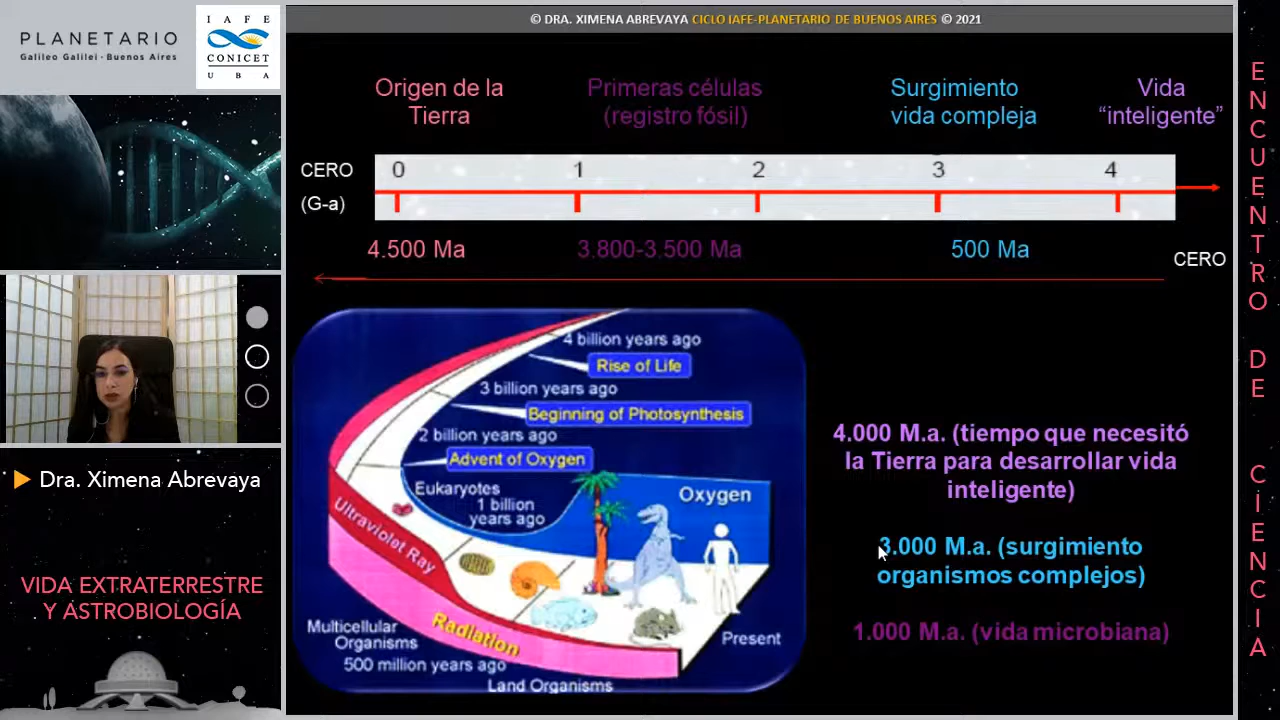 PLANETARIO
Galileo Galilei - Buenos Aires
I A F E
CONICET
U B A
© DRA. XIMENA ABREVAYA CICLO IAFE-PLANETARIO DE BUENOS AIRES © 2021
Origen de la
Tierra
Primeras células
(registro fósil)
Surgimiento
vida compleja
Vida
“inteligente”
CERO 0 1 2 3 4
(G-a)
4.500 Ma 3.800-3.500 Ma 500 Ma
CERO
4 billion years ago
Rise of Life
3 billion years ago
Beginning of Photosynthesis
2 billion years ago
Advent of Oxygen
Eukaryotes
1 billion
years ago
Oxygen
Ultraviolet Ray
Radiation
Multicellular
Organisms
500 million years ago
Land Organisms
Present
4.000 M.a. (tiempo que necesitó
la Tierra para desarrollar vida
inteligente)
3.000 M.a. (surgimiento
organismos complejos)
1.000 M.a. (vida microbiana)
Dra. Ximena Abrevaya
VIDA EXTRATERRESTRE
Y ASTROBIOLOGÍA
ENCUENTRO DE CIENCIA